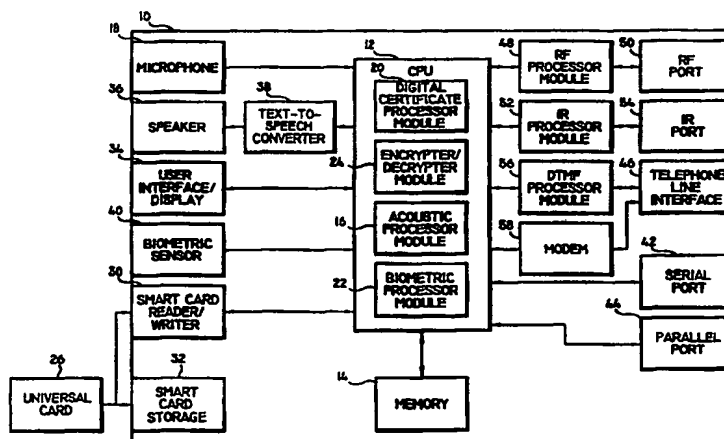 10
18
MICROPHONE
36
SPEAKER
38
TEXT-TO-
SPEECH
CONVERTER
34
USER
INTERFACE/
DISPLAY
40
BIOMETRIC
SENSOR
30
SMART CARD
READER/
WRITER
26
UNIVERSAL
CARD
32
SMART
CARD
STORAGE
12
CPU
20
DIGITAL
CERTIFICATE
PROCESSOR
MODULE
24
ENCRYPTER/
DECRYPTER
MODULE
16
ACOUSTIC
PROCESSOR
MODULE
22
BIOMETRIC
PROCESSOR
MODULE
14
MEMORY
48
RF
PROCESSOR
MODULE
50
RF
PORT
52
IR
PROCESSOR
MODULE
54
IR
PORT
56
DTMF
PROCESSOR
MODULE
46
TELEPHONE
LINE
INTERFACE
58
MODEM
42
SERIAL
PORT
44
PARALLEL
PORT